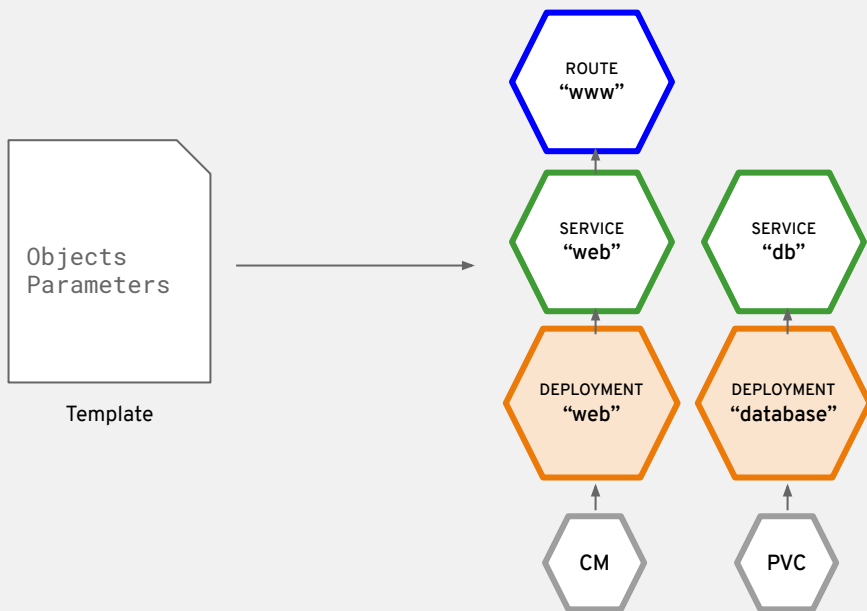 ROUTE
“www”
SERVICE
“web”
SERVICE
“db”
Objects
Parameters
Template
DEPLOYMENT
“web”
DEPLOYMENT
“database”
CM
PVC